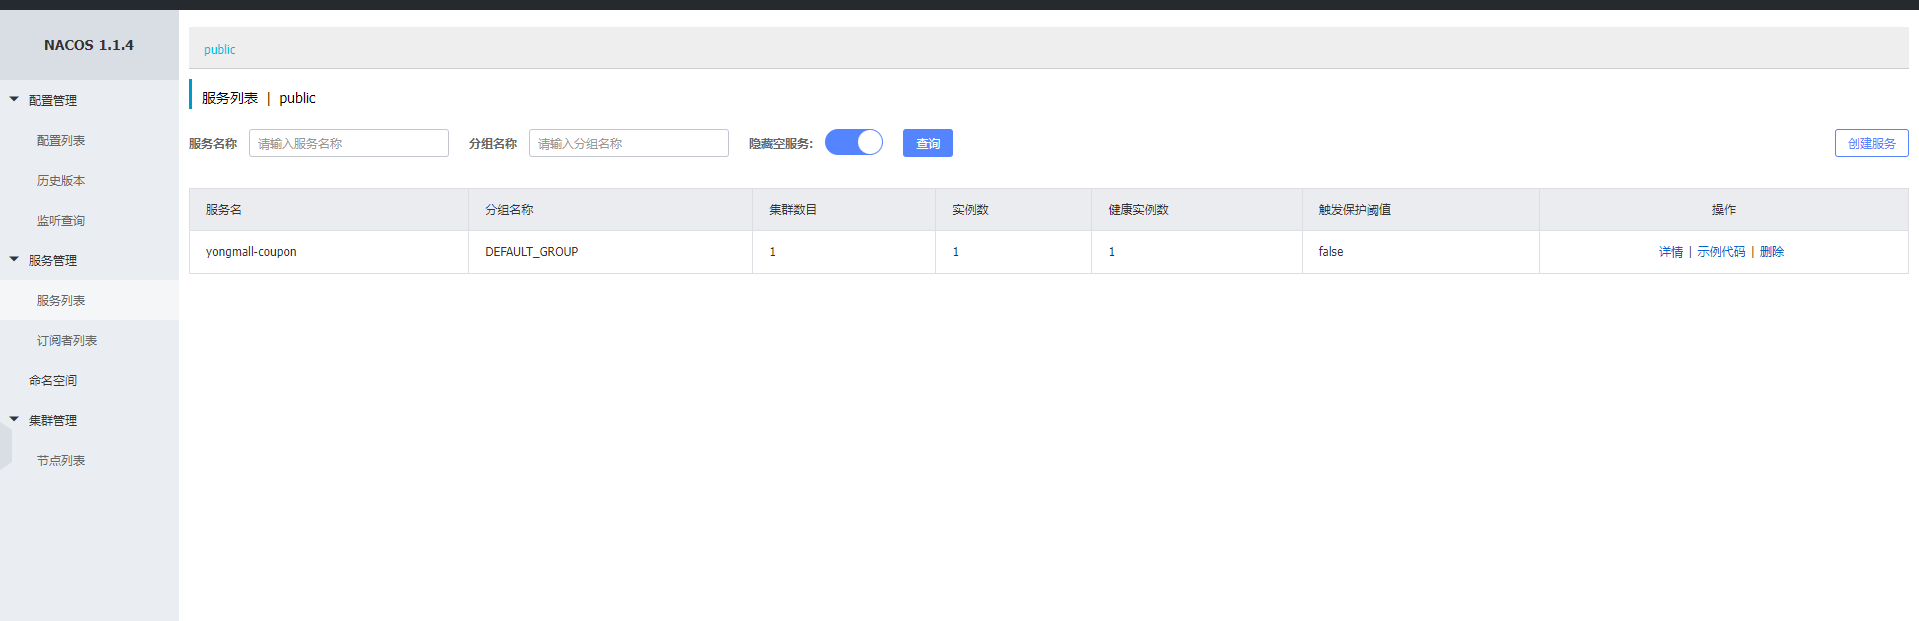 NACOS 1.1.4
配置管理
配置列表
历史版本
监听查询
服务管理
服务列表
订阅者列表
命名空间
集群管理
节点列表
public
服务列表 | public
服务名称 请输入服务名称 分组名称 请输入分组名称 隐藏空服务: 查询 创建服务
服务名 分组名称 集群数目 实例数 健康实例数 触发保护阈值 操作
yongmall-coupon DEFAULT_GROUP 1 1 1 false 详情 | 示例代码 | 删除